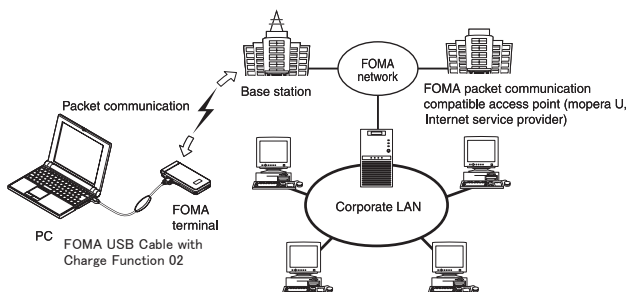 Packet communication
Base station
FOMA
network
FOMA packet communication
compatible access point (mopera U,
Internet service provider)
PC
FOMA
terminal
FOMA USB Cable with
Charge Function 02
Corporate LAN